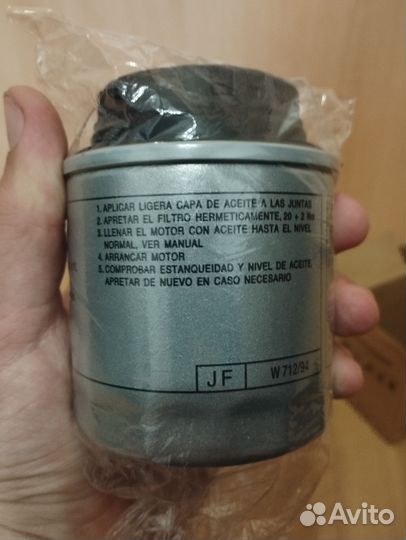 1. APLICAR LIGERA CAPA DE ACEITE A LAS JUNTAS
2. APRETAR EL FILTRO HERMETICAMENTE, 20 + 2 Nm
3. LLENAR EL MOTOR CON ACEITE HASTA EL NIVEL
NORMAL, VER MANUAL
4. ARRANCAR MOTOR
5. COMPROBAR ESTANQUEIDAD Y NIVEL DE ACEITE,
APRETAR DE NUEVO EN CASO NECESARIO
JF W 712/94
Avito